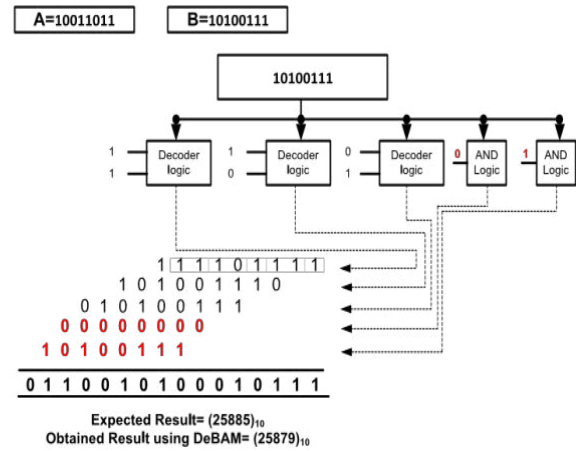 A=10011011 B=10100111
10100111
1 1 0 0 1
Decoder logic Decoder logic Decoder logic AND Logic AND Logic
1 0 1
1 1 1 1 0 1 1 1 1
1 0 1 0 0 1 1 1 0
0 1 0 1 0 0 1 1 1
0 0 0 0 0 0 0 0
1 0 1 0 0 1 1 1
0 1 1 0 0 1 0 1 0 0 0 1 0 1 1 1
Expected Result= (25885)10
Obtained Result using DeBAM= (25879)10